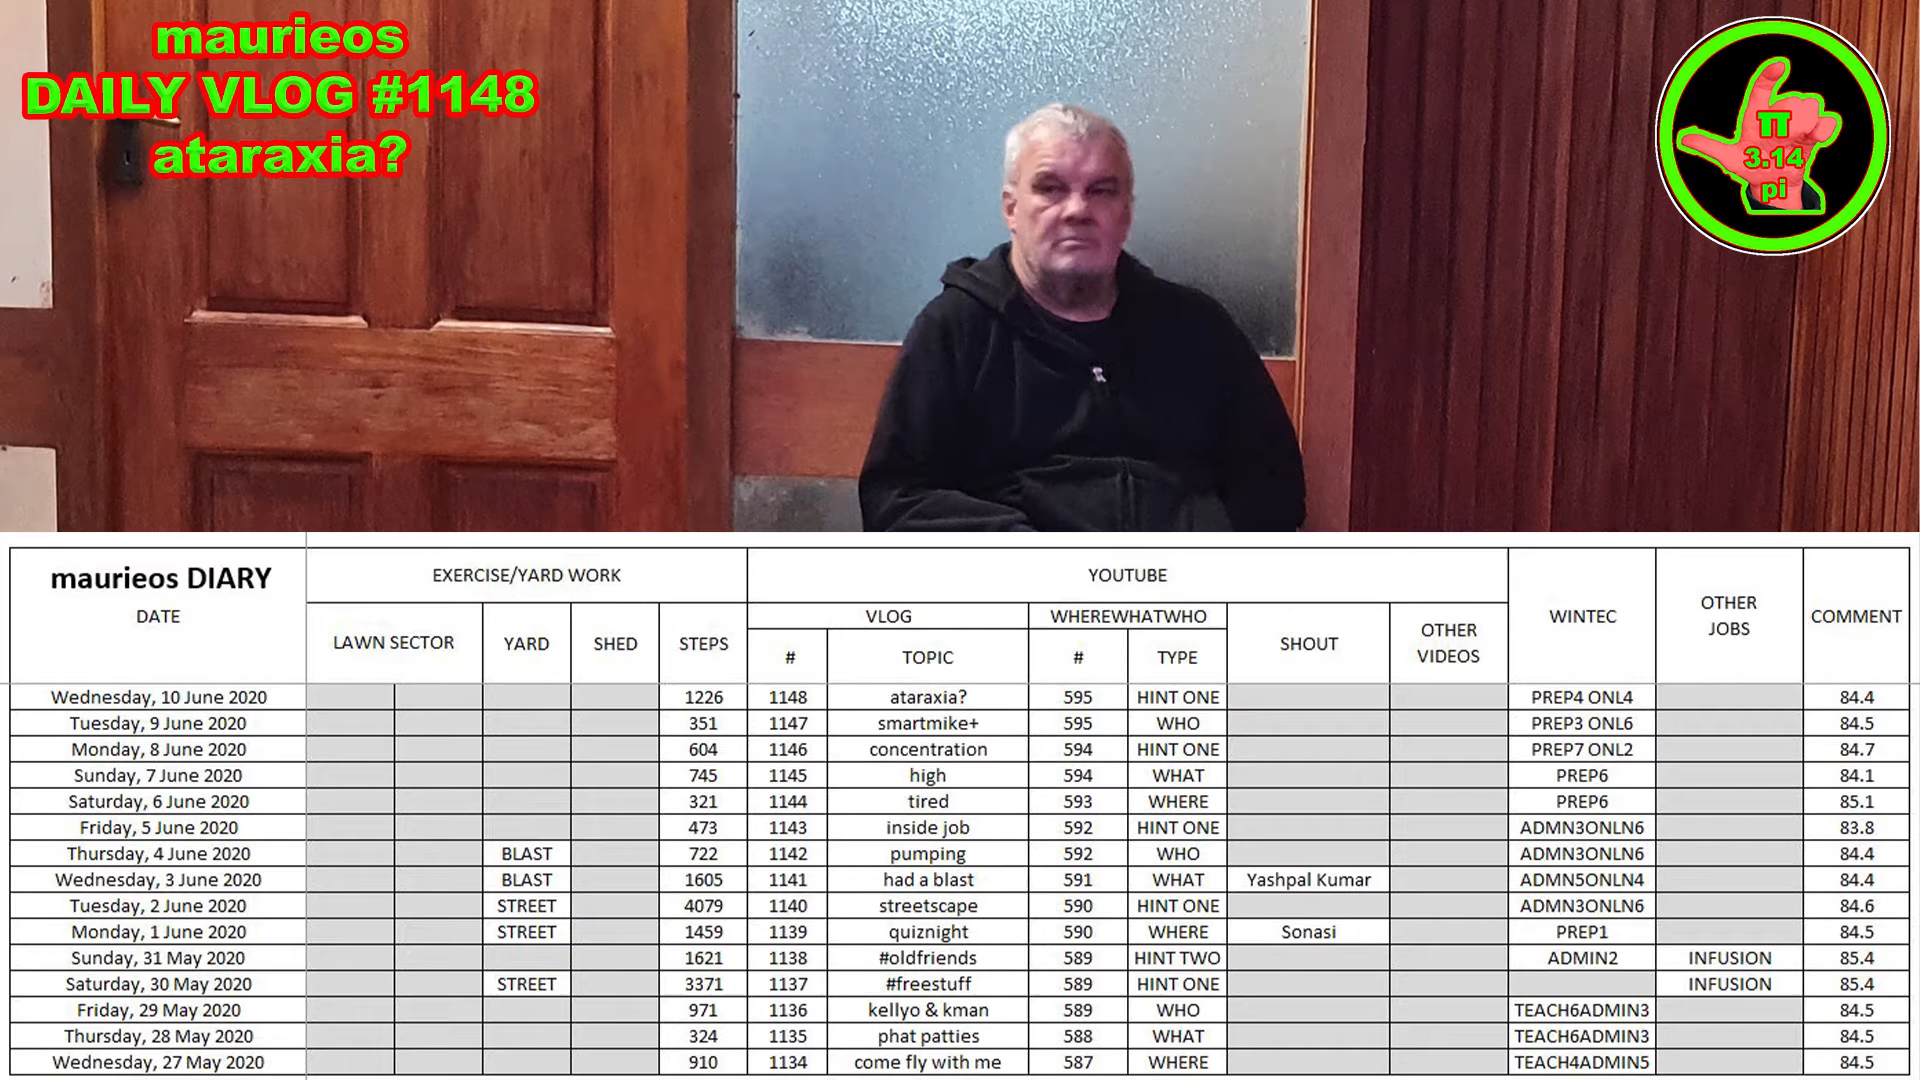 maurieos
DAILY VLOG #1148
ataraxia?
π
3.14
pi
maurieos DIARY
DATE
EXERCISE/YARD WORK
YOUTUBE
WINTEC
OTHER
JOBS
COMMENT
LAWN SECTOR
YARD
SHED
STEPS
VLOG
WHEREWHATWHO
SHOUT
OTHER
VIDEOS
#
TOPIC
#
TYPE
Wednesday, 10 June 2020 1226 1148 ataraxia? 595 HINT ONE PREP4 ONL4 84.4
Tuesday, 9 June 2020 351 1147 smartmike+ 595 WHO PREP3 ONL6 84.5
Monday, 8 June 2020 604 1146 concentration 594 HINT ONE PREP7 ONL2 84.7
Sunday, 7 June 2020 745 1145 high 594 WHAT PREP6 84.1
Saturday, 6 June 2020 321 1144 tired 593 WHERE PREP6 85.1
Friday, 5 June 2020 473 1143 inside job 592 HINT ONE ADMN3ONLN6 83.8
Thursday, 4 June 2020 BLAST 722 1142 pumping 592 WHO ADMN3ONLN6 84.4
Wednesday, 3 June 2020 BLAST 1605 1141 had a blast 591 WHAT Yashpal Kumar ADMN5ONLN4 84.4
Tuesday, 2 June 2020 STREET 4079 1140 streetscape 590 HINT ONE ADMN3ONLN6 84.6
Monday, 1 June 2020 STREET 1459 1139 quiznight 590 WHERE Sonasi PREP1 84.5
Sunday, 31 May 2020 1621 1138 #oldfriends 589 HINT TWO ADMIN2 INFUSION 85.4
Saturday, 30 May 2020 STREET 3371 1137 #freestuff 589 HINT ONE INFUSION 85.4
Friday, 29 May 2020 971 1136 kellyo & kman 589 WHO TEACH6ADMIN3 84.5
Thursday, 28 May 2020 324 1135 phat patties 588 WHAT TEACH6ADMIN3 84.5
Wednesday, 27 May 2020 910 1134 come fly with me 587 WHERE TEACH4ADMIN5 84.5